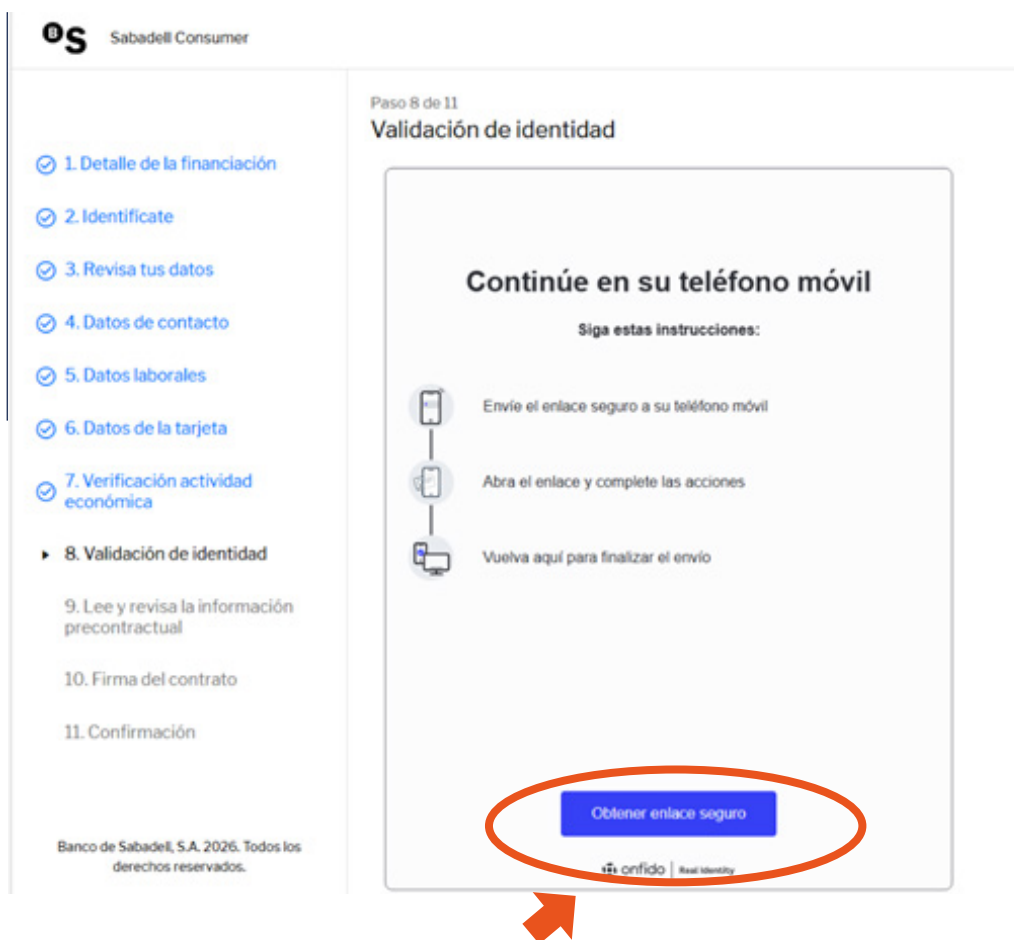 BS Sabadell Consumer
Paso 8 de 11
Validación de identidad
1. Detalle de la financiación
2. Identifícate
3. Revisa tus datos
4. Datos de contacto
5. Datos laborales
6. Datos de la tarjeta
7. Verificación actividad
económica
8. Validación de identidad
9. Lee y revisa la información
precontractual
10. Firma del contrato
11. Confirmación
Banco de Sabadell, S.A. 2026. Todos los
derechos reservados.
Continúe en su teléfono móvil
Siga estas instrucciones:
Envíe el enlace seguro a su teléfono móvil
Abra el enlace y complete las acciones
Vuelva aquí para finalizar el envío
Obtener enlace seguro
onfido | Real Identity